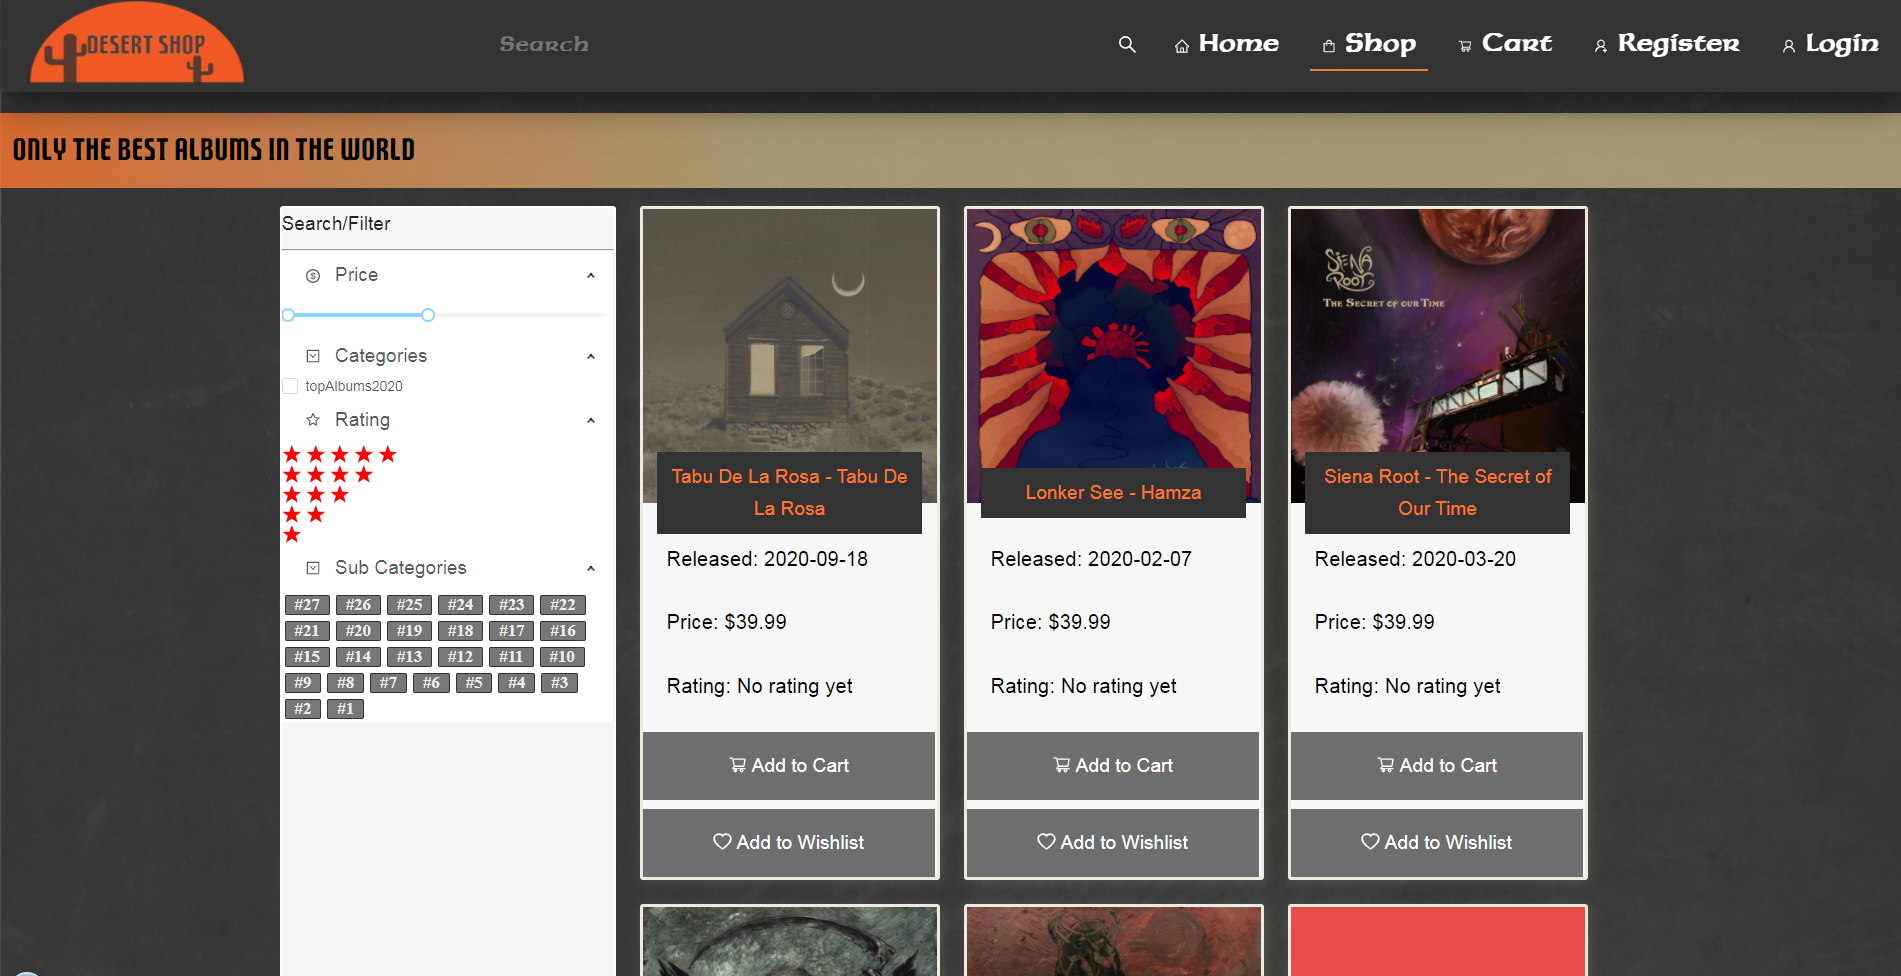 DESERT SHOP
Search
Home
Shop
Cart
Register
Login
ONLY THE BEST ALBUMS IN THE WORLD
Search/Filter
Price
Categories
topAlbums2020
Rating
Sub Categories
#27 #26 #25 #24 #23 #22
#21 #20 #19 #18 #17 #16
#15 #14 #13 #12 #11 #10
#9 #8 #7 #6 #5 #4 #3
#2 #1
Tabu De La Rosa - Tabu De
La Rosa
Released: 2020-09-18
Price: $39.99
Rating: No rating yet
Add to Cart
Add to Wishlist
Lonker See - Hamza
Released: 2020-02-07
Price: $39.99
Rating: No rating yet
Add to Cart
Add to Wishlist
SIENA
ROOT
THE SECRET OF OUR TIME
Siena Root - The Secret of
Our Time
Released: 2020-03-20
Price: $39.99
Rating: No rating yet
Add to Cart
Add to Wishlist